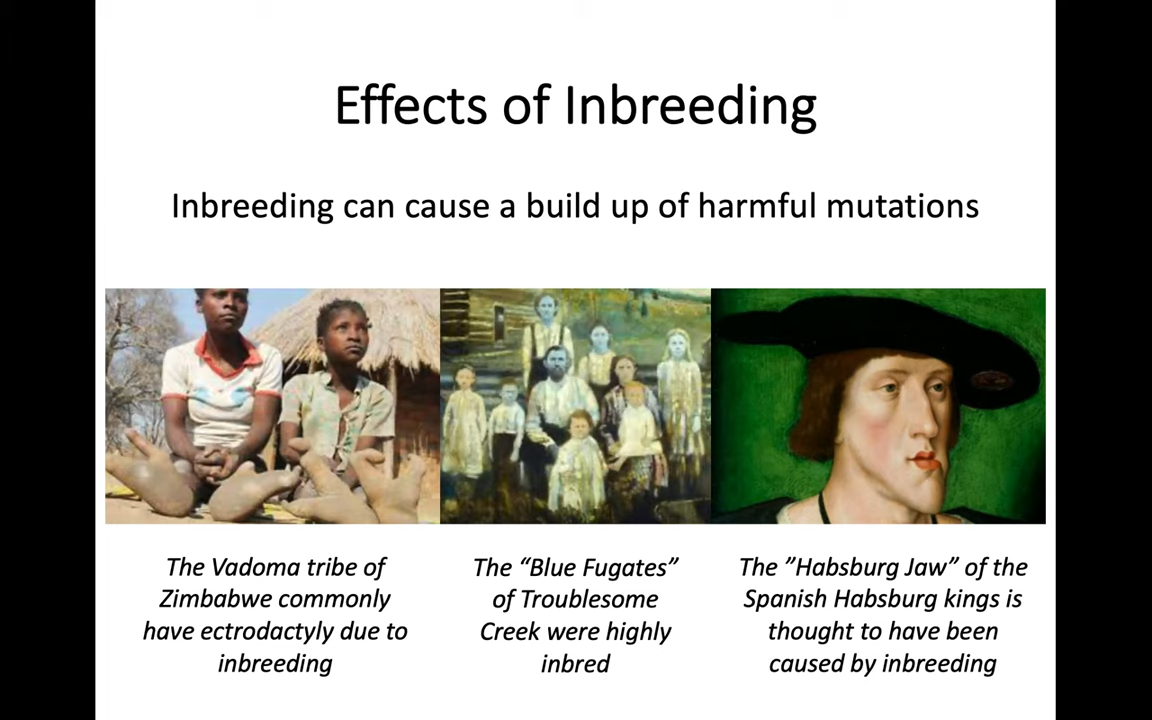 Effects of Inbreeding
Inbreeding can cause a build up of harmful mutations
The Vadoma tribe of
Zimbabwe commonly
have ectrodactyly due to
inbreeding
The “Blue Fugates”
of Troublesome
Creek were highly
inbred
The ”Habsburg Jaw” of the
Spanish Habsburg kings is
thought to have been
caused by inbreeding